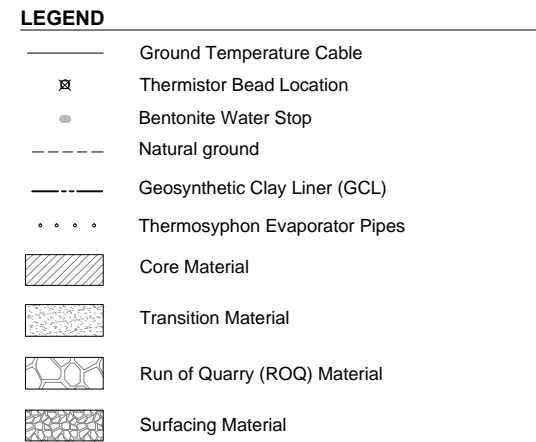 LEGEND
Ground Temperature Cable
Thermistor Bead Location
Bentonite Water Stop
Natural ground
Geosynthetic Clay Liner (GCL)
Thermosyphon Evaporator Pipes
Core Material
Transition Material
Run of Quarry (ROQ) Material
Surfacing Material